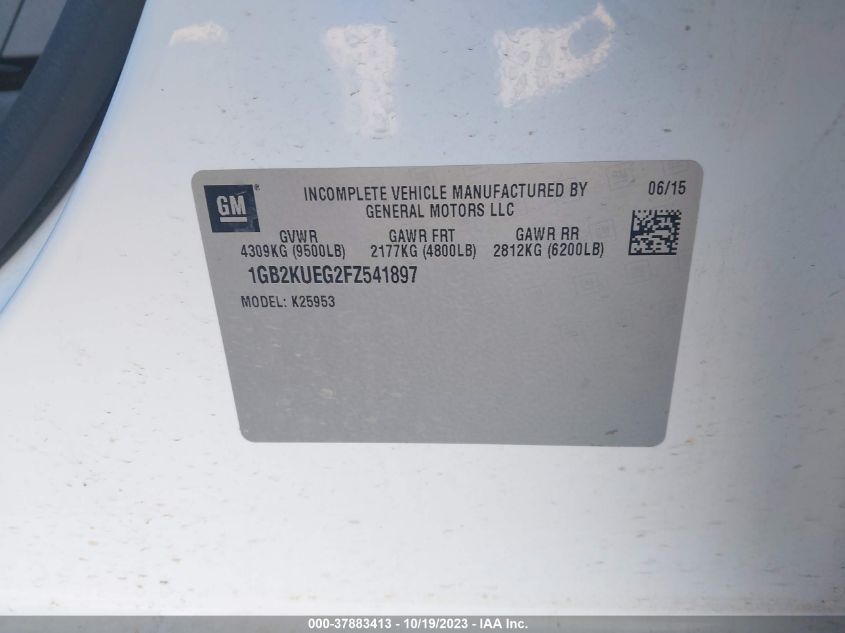 GM ®
INCOMPLETE VEHICLE MANUFACTURED BY
GENERAL MOTORS LLC
06/15
GVWR GAWR FRT GAWR RR
4309KG (9500LB) 2177KG (4800LB) 2812KG (6200LB)
1GB2KUEG2FZ541897
MODEL: K25953
000-37883413 - 10/19/2023 - IAA Inc.